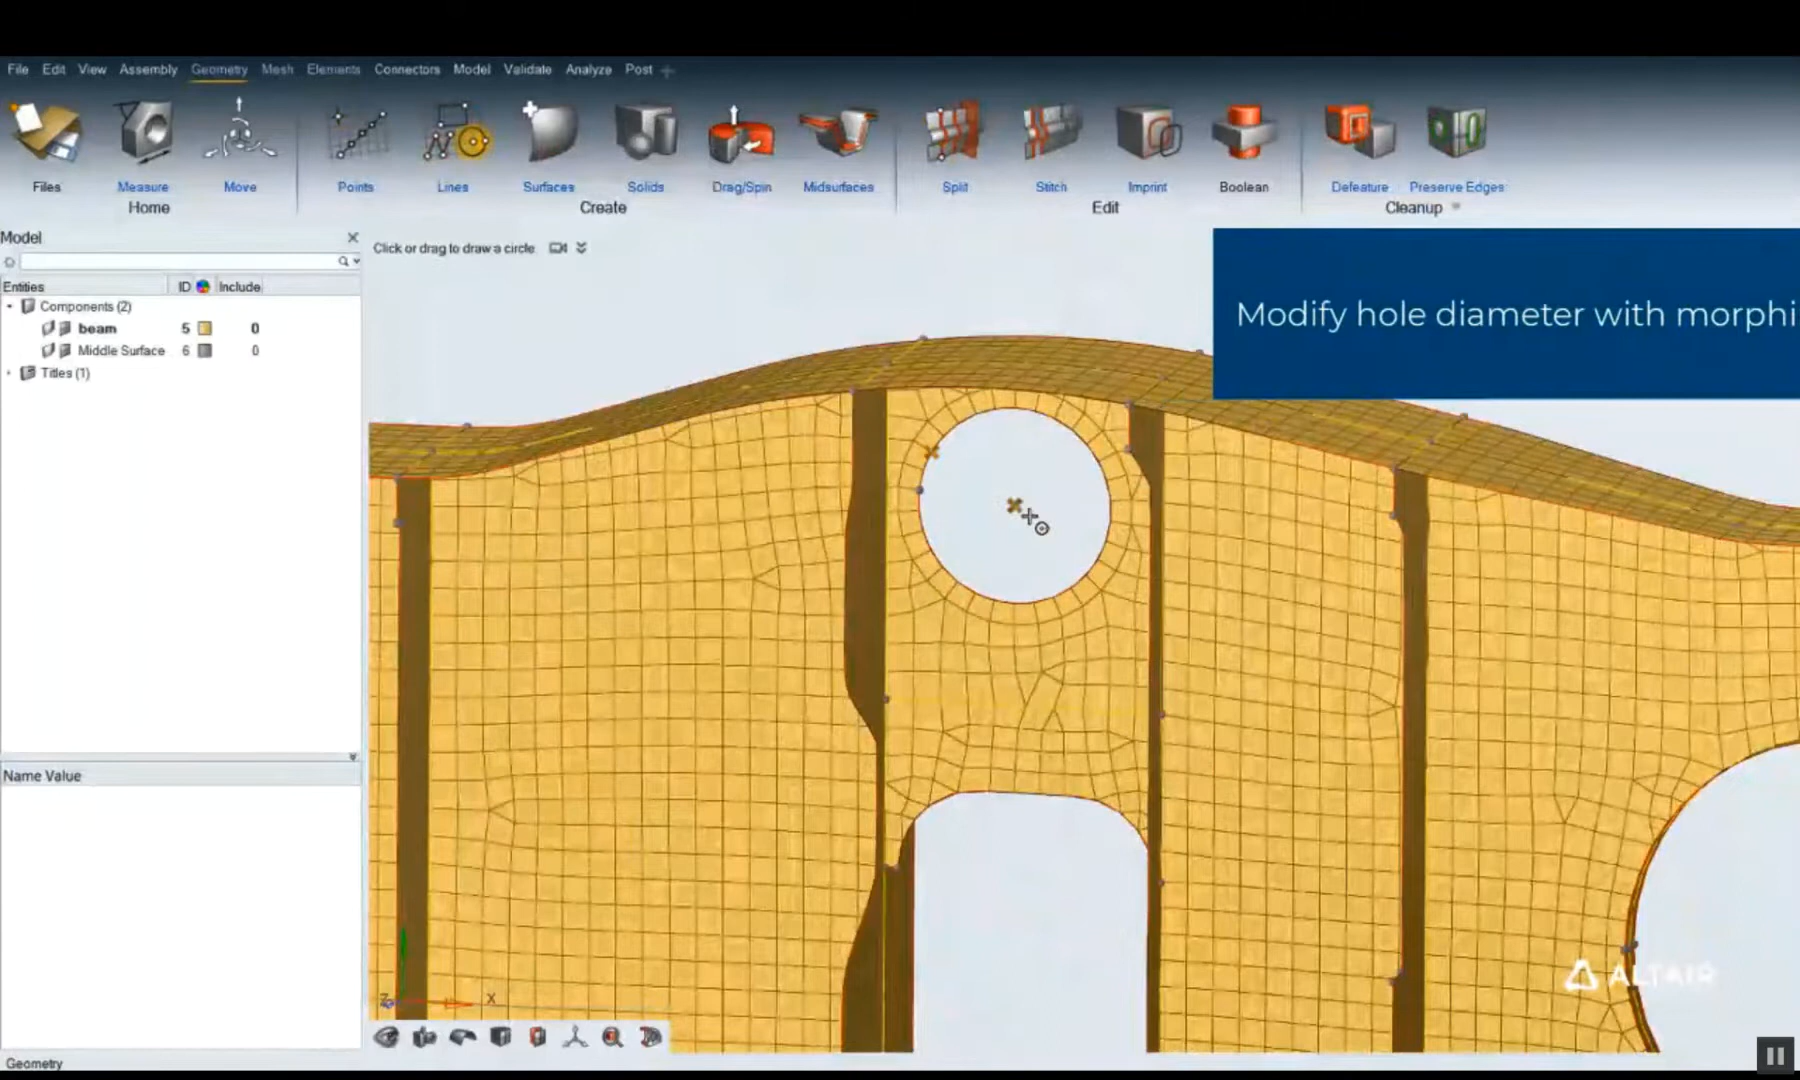 File Edit View Assembly Geometry Mesh Elements Connectors Model Validate Analyze Post
Files Measure Move Points Lines Surfaces Solids Drag/Spin Midsurfaces Split Stitch Imprint Boolean Defeature Preserve Edges
Home Create Edit Cleanup
Model
Click or drag to draw a circle
Modify hole diameter with morphi
Entities ID Include
Components (2)
beam 5 0
Middle Surface 6 0
Titles (1)
Name Value
Z X
ALTAIR
Geometry